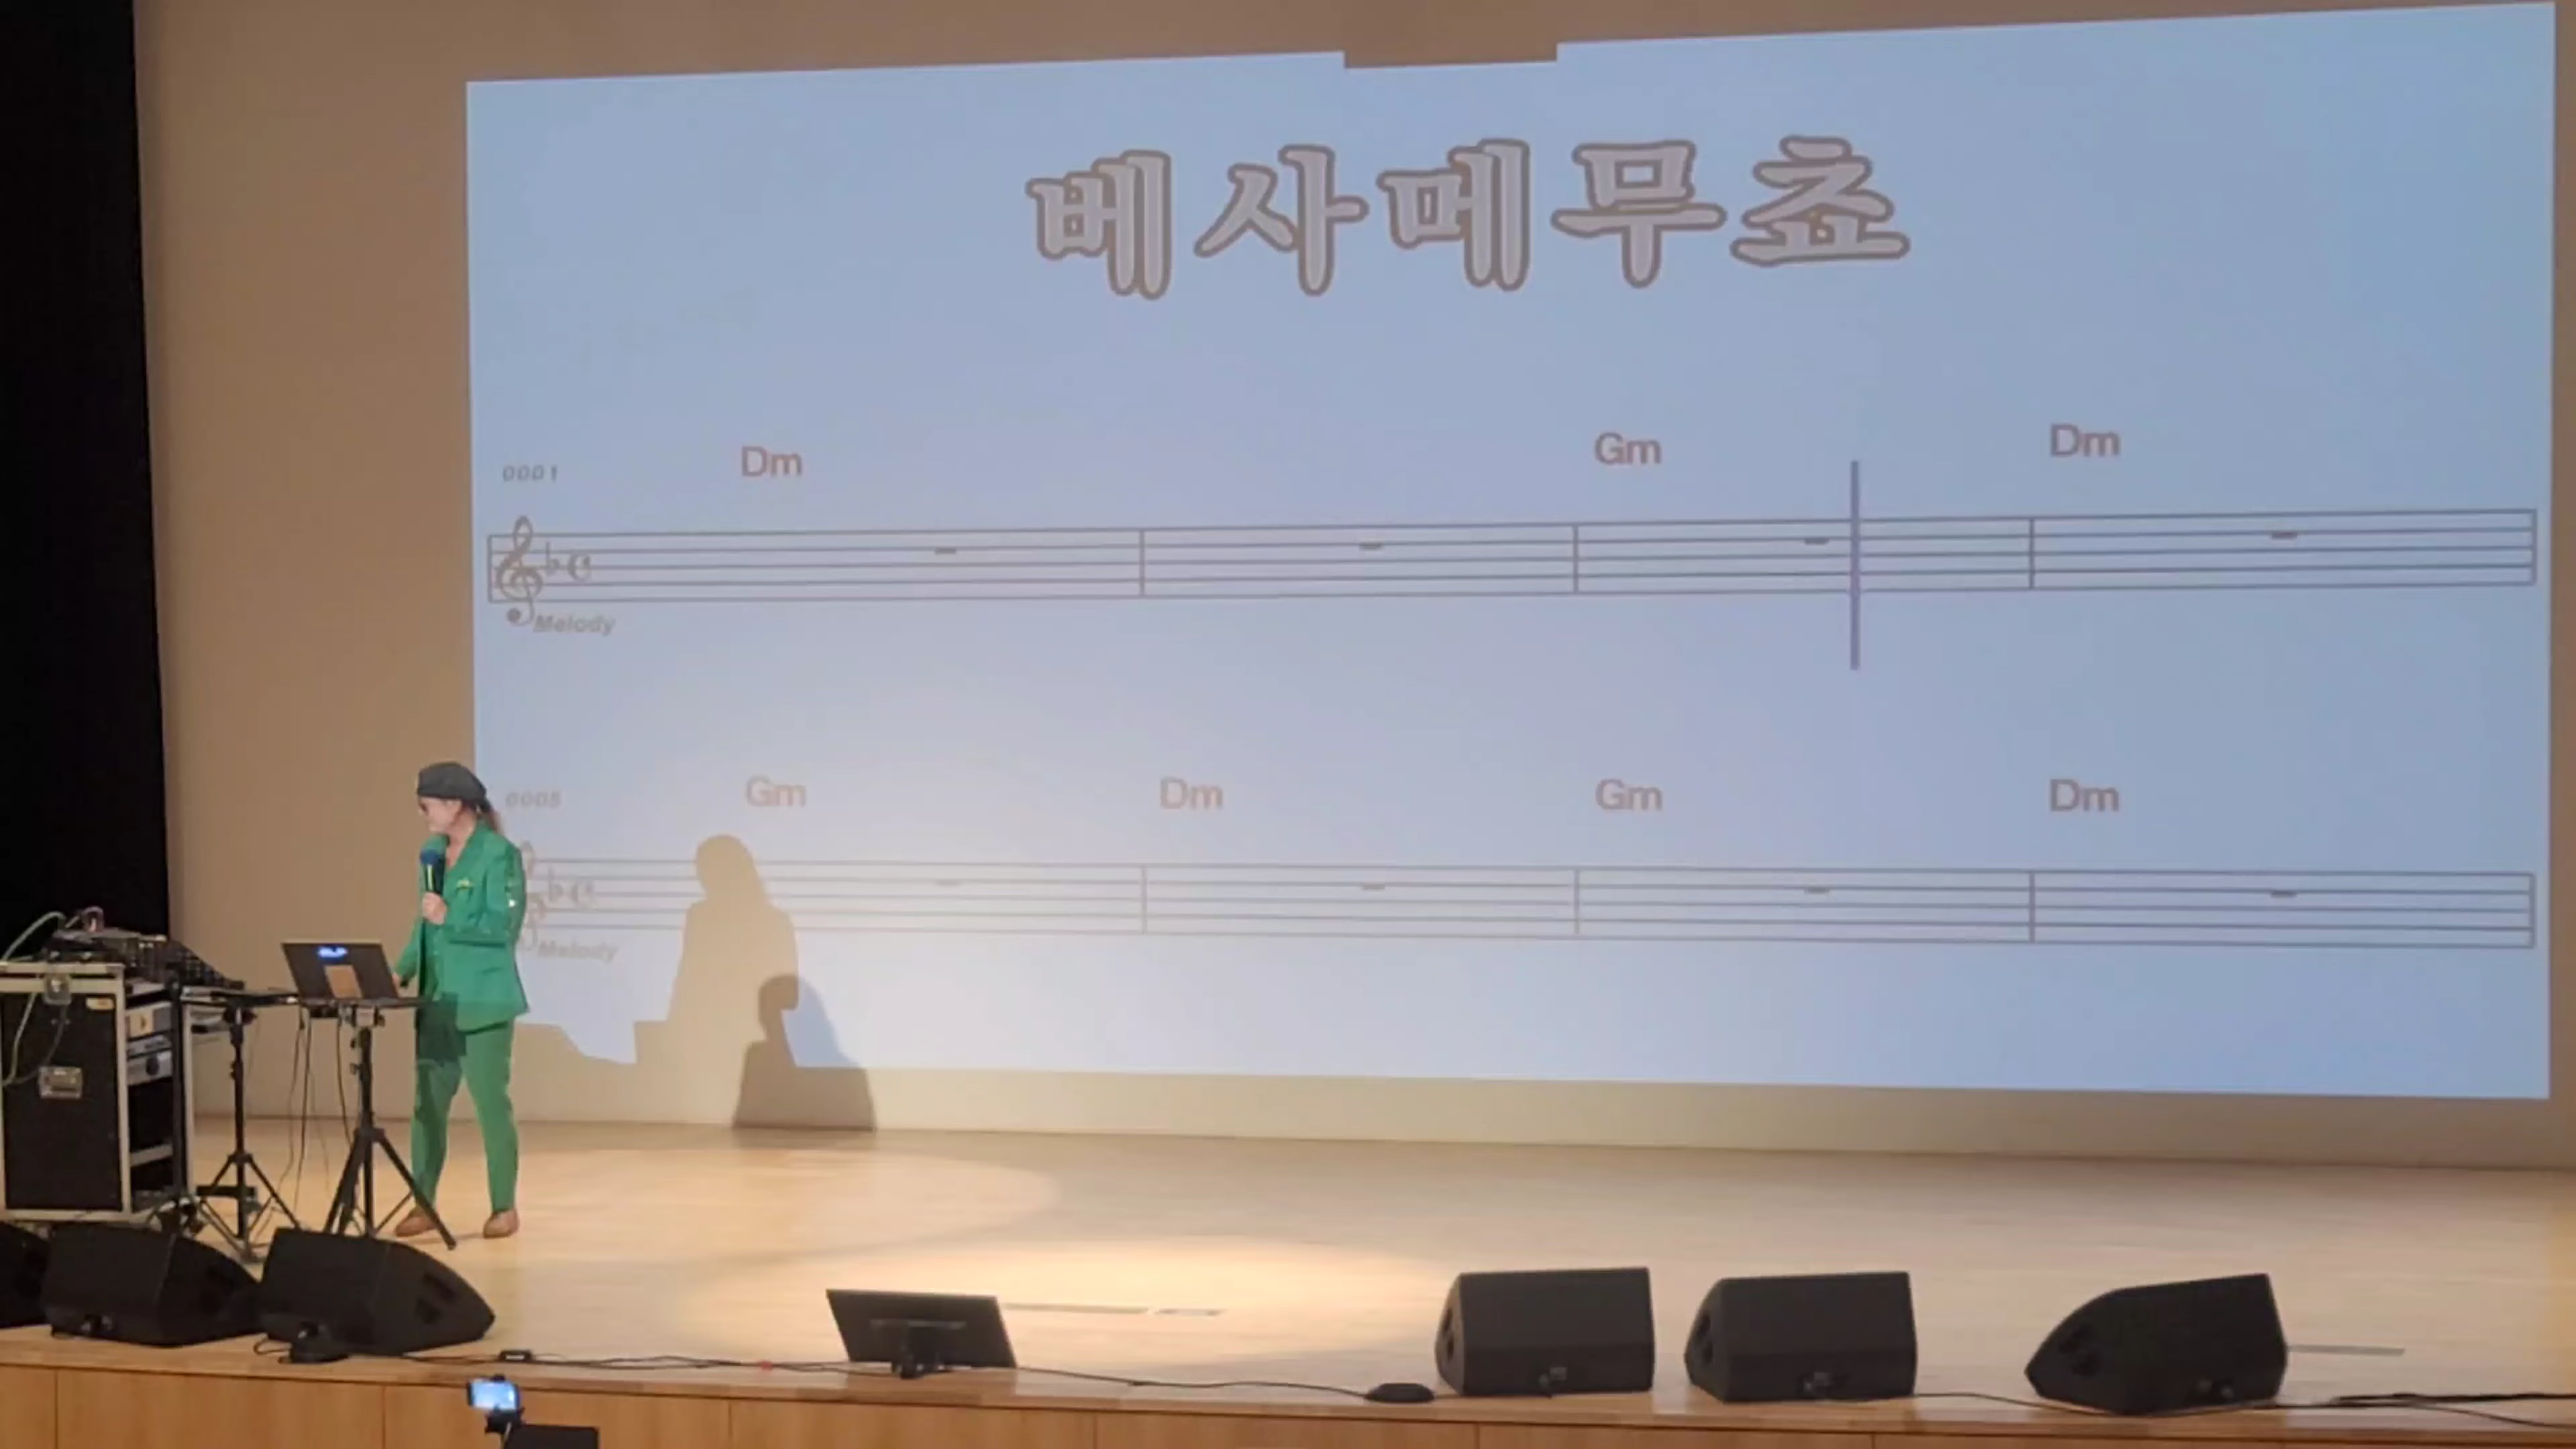 베사메무쵸
0001 Dm Gm Dm
Melody
0005 Gm Dm Gm Dm
Melody